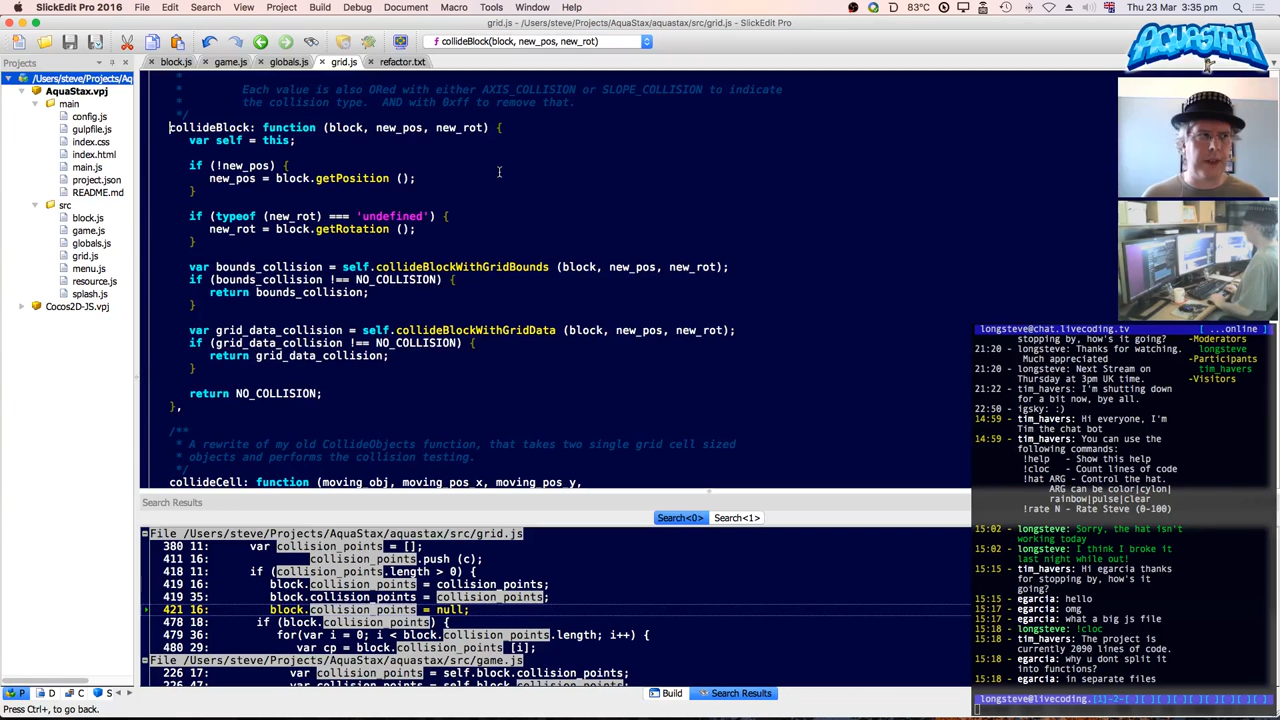 SlickEdit Pro 2016 File Edit Search View Project Build Debug Document Macro Tools Window Help 83°C Thu 23 Mar 3:35 pm
grid.js - /Users/steve/Projects/AquaStax/aquastax/src/grid.js - SlickEdit Pro
collideBlock(block, new_pos, new_rot)
AQUASTAX
Projects
block.js game.js globals.js grid.js refactor.txt
/Users/steve/Projects/Aq
AquaStax.vpj
main
config.js
gulpfile.js
index.css
index.html
main.js
project.json
README.md
src
block.js
game.js
globals.js
grid.js
menu.js
resource.js
splash.js
Cocos2D-JS.vpj
*
* Each value is also ORed with either AXIS_COLLISION or SLOPE_COLLISION to indicate
* the collision type. AND with 0xff to remove that.
*/
collideBlock: function (block, new_pos, new_rot) {
var self = this;
if (!new_pos) {
new_pos = block.getPosition ();
}
if (typeof (new_rot) === 'undefined') {
new_rot = block.getRotation ();
}
var bounds_collision = self.collideBlockWithGridBounds (block, new_pos, new_rot);
if (bounds_collision !== NO_COLLISION) {
return bounds_collision;
}
var grid_data_collision = self.collideBlockWithGridData (block, new_pos, new_rot);
if (grid_data_collision !== NO_COLLISION) {
return grid_data_collision;
}
return NO_COLLISION;
},
/**
* A rewrite of my old CollideObjects function, that takes two single grid cell sized
* objects and performs the collision testing.
*/
collideCell: function (moving_obj, moving_pos_x, moving_pos_y,
Search Results
Search<0> Search<1>
File /Users/steve/Projects/AquaStax/aquastax/src/grid.js
380 11: var collision_points = [];
411 16: collision_points.push (c);
418 11: if (collision_points.length > 0) {
419 16: block.collision_points = collision_points;
419 35: block.collision_points = collision_points;
421 16: block.collision_points = null;
478 18: if (block.collision_points) {
479 36: for(var i = 0; i < block.collision_points.length; i++) {
480 29: var cp = block.collision_points [i];
File /Users/steve/Projects/AquaStax/aquastax/src/game.js
226 17: var collision_points = self.block.collision_points;
226 47: var collision_points = self.block.collision_points;
P D C S
Build Search Results
Press Ctrl+, to go back.
longsteve@chat.livecoding.tv [ ...online ]
stopping by, how's it going?
21:20 - longsteve: Thanks for watching. Much appreciated
21:20 - longsteve: Next Stream on Thursday at 3pm UK time.
21:22 - tim_havers: I'm shutting down for a bit now, bye all.
22:50 - igsky: :)
14:59 - tim_havers: Hi everyone, I'm Tim the chat bot
14:59 - tim_havers: You can use the following commands:
!help - Show this help
!cloc - Count lines of code
!hat ARG - Control the hat.
ARG can be color|cylon|
rainbow|pulse|clear
!rate N - Rate Steve (0-100)
15:02 - longsteve: Sorry, the hat isn't working today
15:02 - longsteve: I think I broke it last night while out!
15:15 - tim_havers: Hi egarcia thanks for stopping by, how's it going?
15:15 - egarcia: hello
15:17 - egarcia: omg
15:17 - egarcia: what a big js file
15:18 - longsteve: !cloc
15:18 - tim_havers: The project is currently 2090 lines of code.
15:18 - egarcia: why u dont split it into functions?
15:18 - egarcia: in separate files
-Moderators
longsteve
-Participants
tim_havers
-Visitors
longsteve@livecoding.[1]-2-[ ][ ][ ][ ][ ][ ][ ][ ][ ]